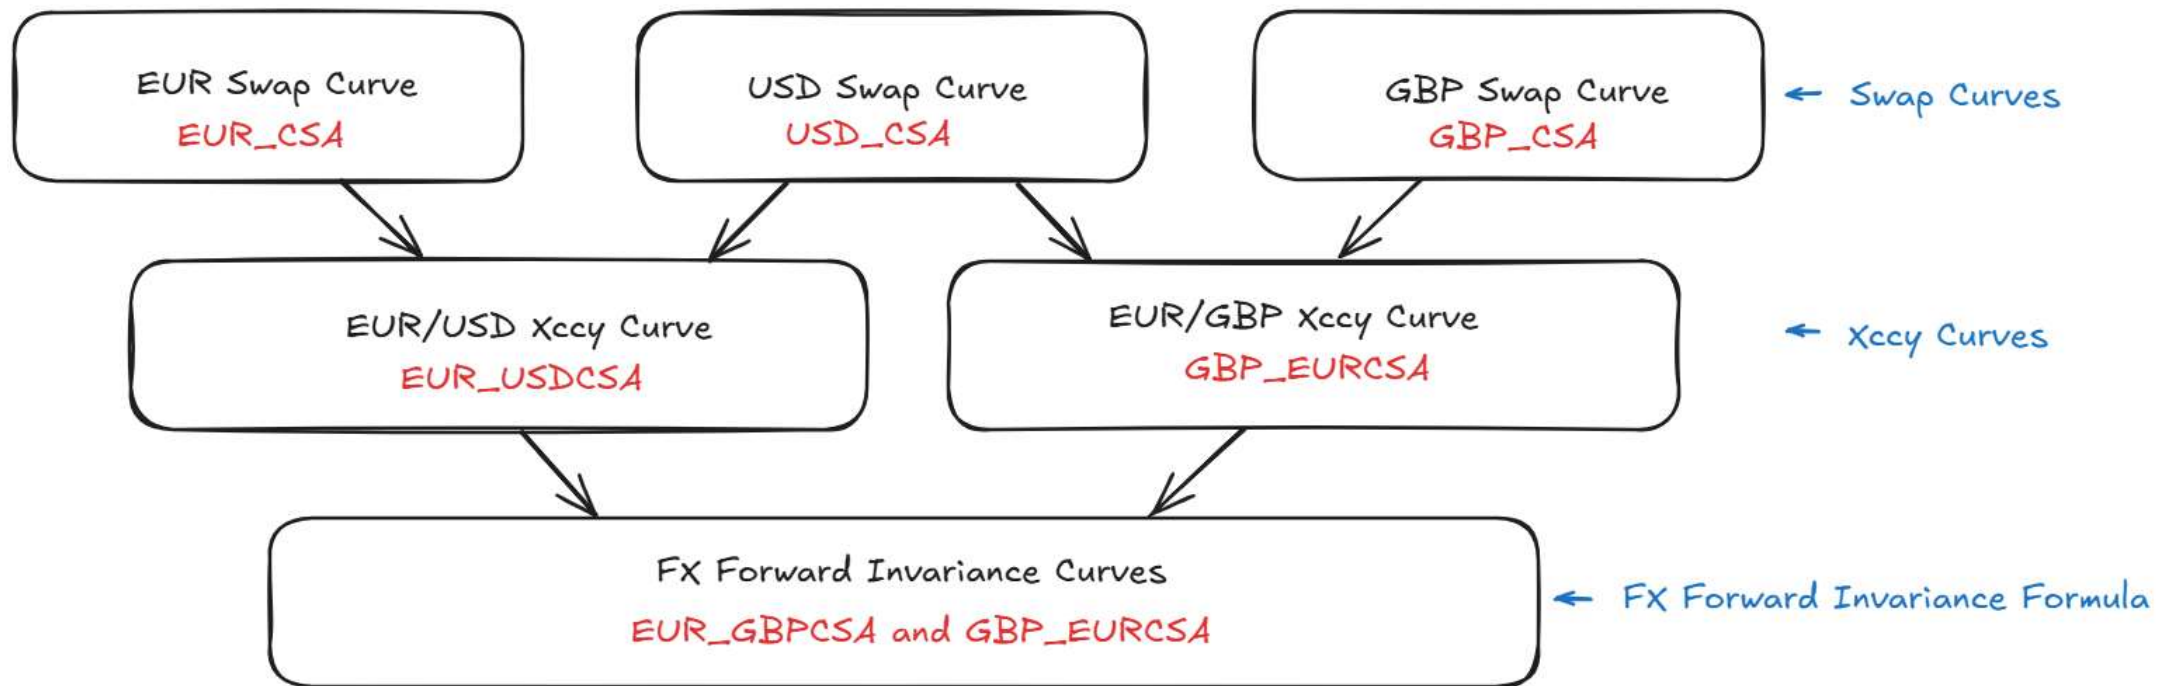 EUR Swap Curve
EUR_CSA
USD Swap Curve
USD_CSA
GBP Swap Curve
GBP_CSA
← Swap Curves
EUR/USD Xccy Curve
EUR_USDCSA
EUR/GBP Xccy Curve
GBP_EURCSA
← Xccy Curves
FX Forward Invariance Curves
EUR_GBPCSA and GBP_EURCSA
← FX Forward Invariance Formula